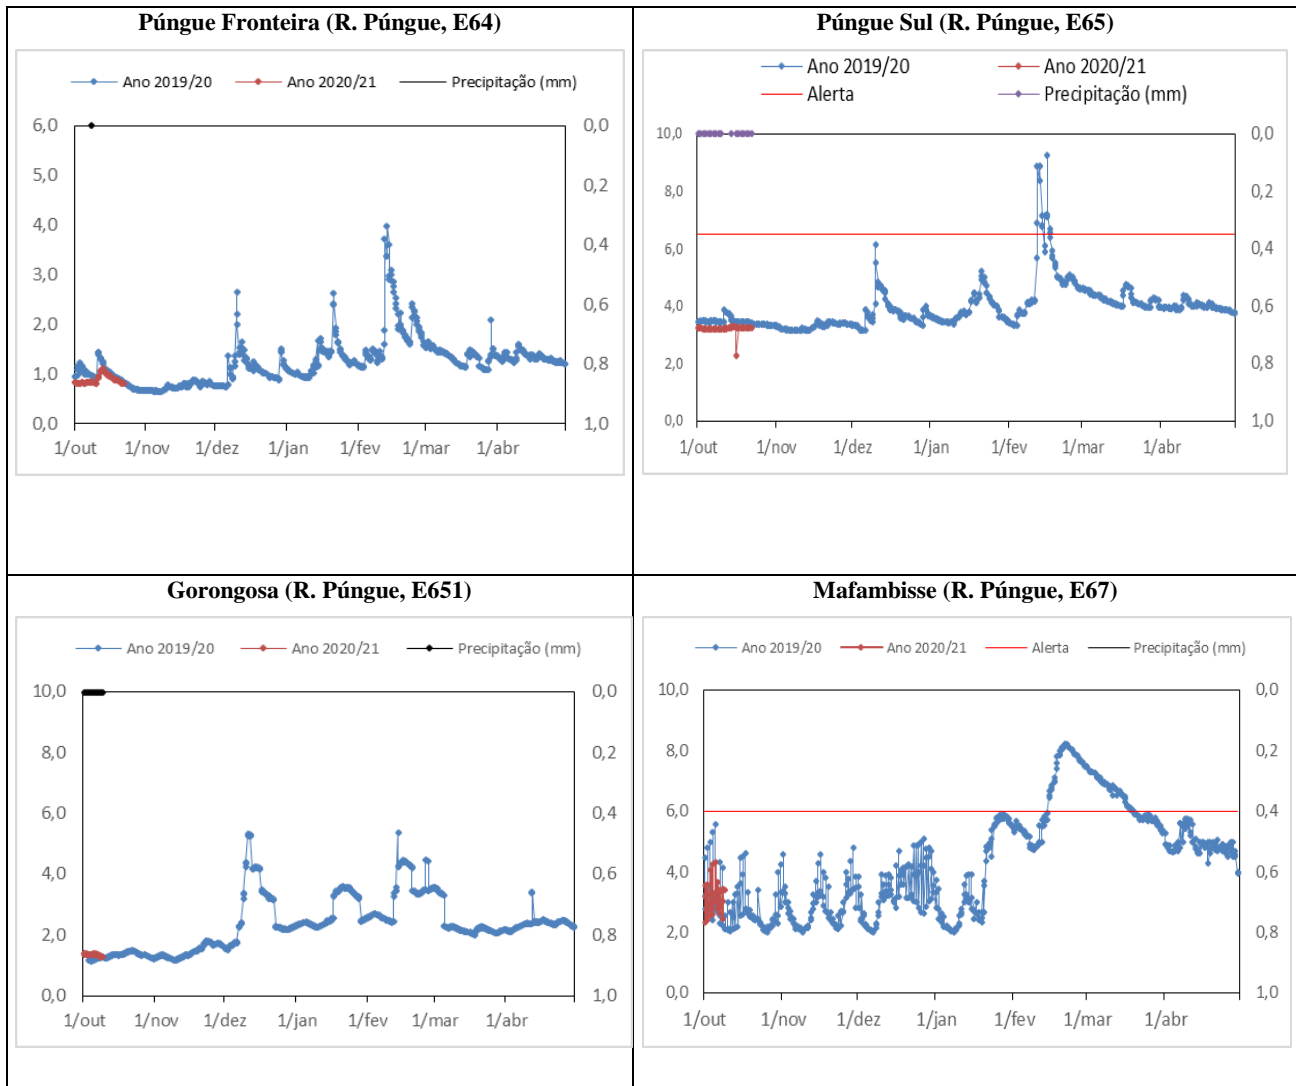 Púngue Fronteira (R. Púngue, E64)
Ano 2019/20 Ano 2020/21 Precipitação (mm)
6,0 0,0
5,0 0,2
4,0 0,4
3,0 0,6
2,0 0,8
1,0 1,0
0,0
1/out 1/nov 1/dez 1/jan 1/fev 1/mar 1/abr
Púngue Sul (R. Púngue, E65)
Ano 2019/20 Ano 2020/21
Alerta Precipitação (mm)
10,0 0,0
8,0 0,2
6,0 0,4
4,0 0,6
2,0 0,8
0,0 1,0
1/out 1/nov 1/dez 1/jan 1/fev 1/mar 1/abr
Gorongosa (R. Púngue, E651)
Ano 2019/20 Ano 2020/21 Precipitação (mm)
10,0 0,0
8,0 0,2
6,0 0,4
4,0 0,6
2,0 0,8
0,0 1,0
1/out 1/nov 1/dez 1/jan 1/fev 1/mar 1/abr
Mafambisse (R. Púngue, E67)
Ano 2019/20 Ano 2020/21 Alerta Precipitação (mm)
10,0 0,0
8,0 0,2
6,0 0,4
4,0 0,6
2,0 0,8
0,0 1,0
1/out 1/nov 1/dez 1/jan 1/fev 1/mar 1/abr